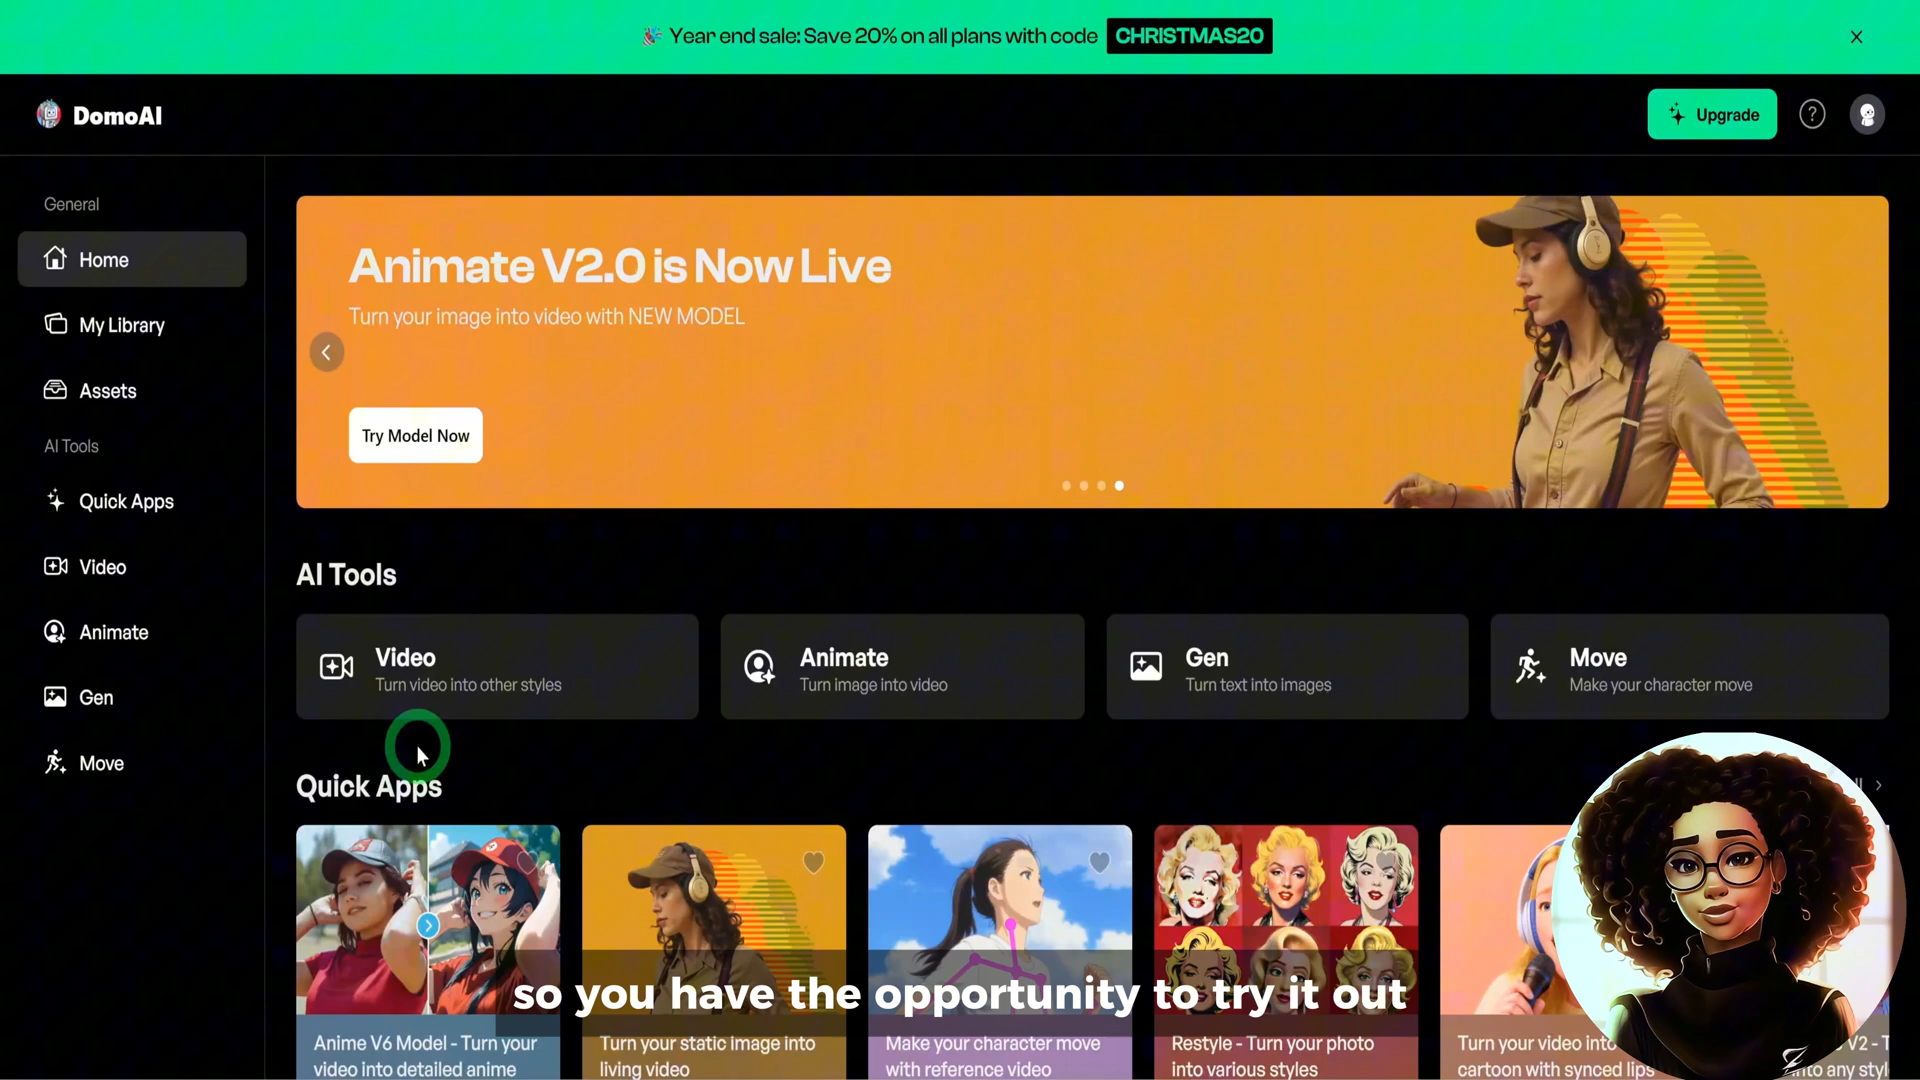 Year end sale: Save 20% on all plans with code CHRISTMAS20
DomoAI
Upgrade
General
Home
My Library
Assets
AI Tools
Quick Apps
Video
Animate
Gen
Move
Animate V2.0 is Now Live
Turn your image into video with NEW MODEL
Try Model Now
AI Tools
Video
Turn video into other styles
Animate
Turn image into video
Gen
Turn text into images
Move
Make your character move
Quick Apps
so you have the opportunity to try it out
Anime V6 Model - Turn your
video into detailed anime
Turn your static image into
living video
Make your character move
with reference video
Restyle - Turn your photo
into various styles
Turn your video into
cartoon with synced lips
V2 - T
into any styl